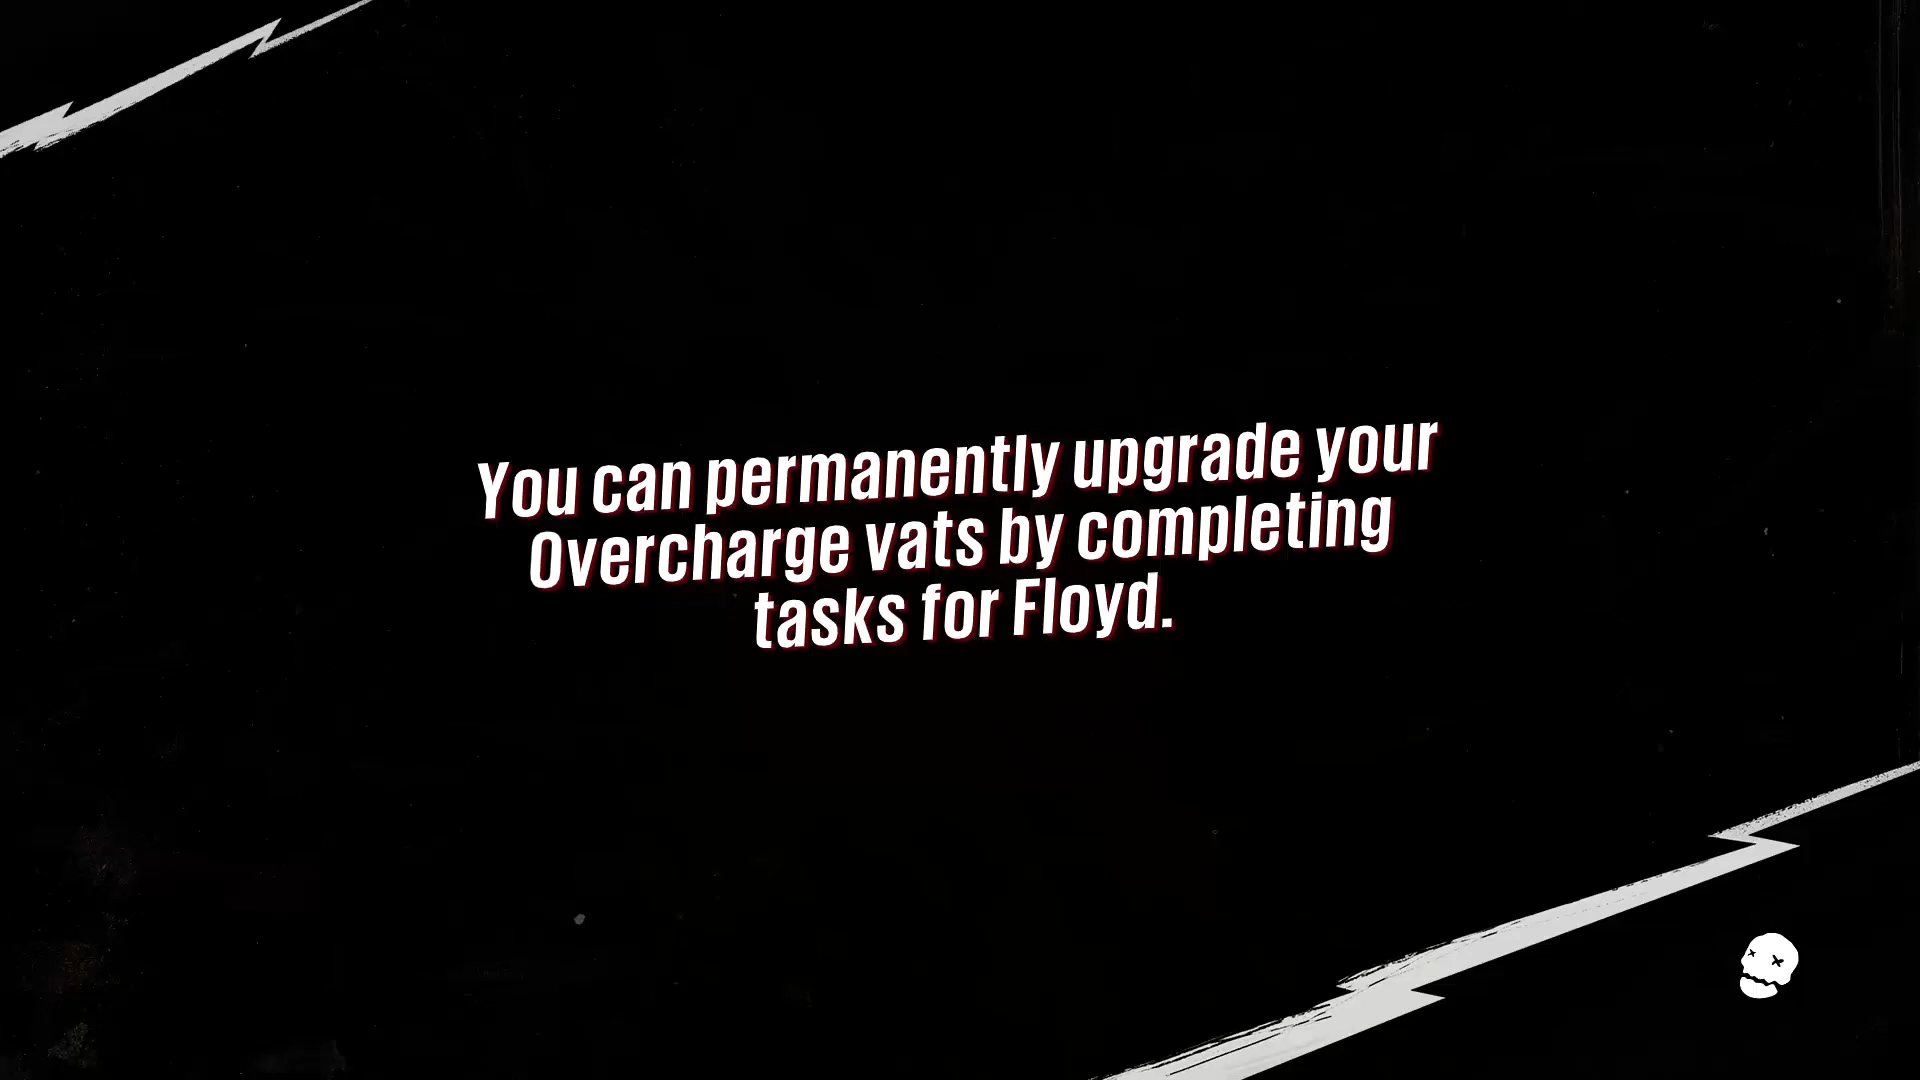 You can permanently upgrade your
Overcharge vats by completing
tasks for Floyd.